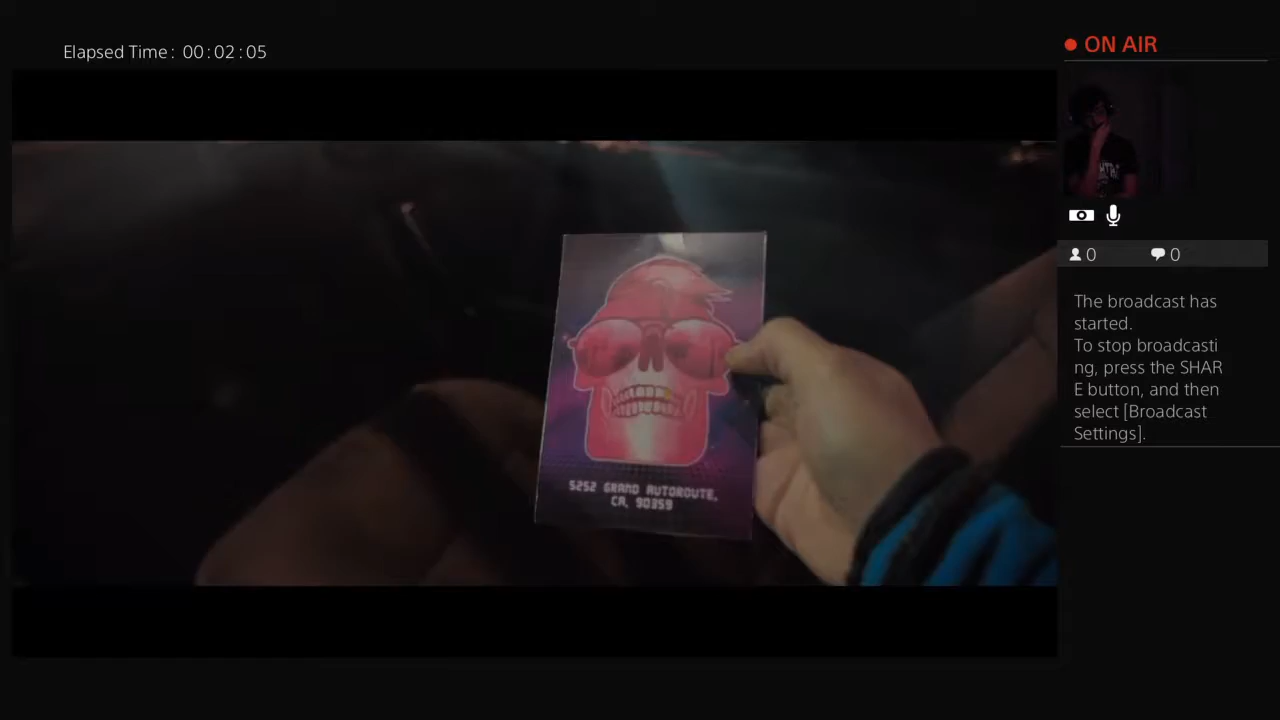 Elapsed Time: 00:02:05
ON AIR
0 0
The broadcast has
started.
To stop broadcasti
ng, press the SHAR
E button, and then
select [Broadcast
Settings].
5252 GRAND AUTOROUTE,
CA, 90359